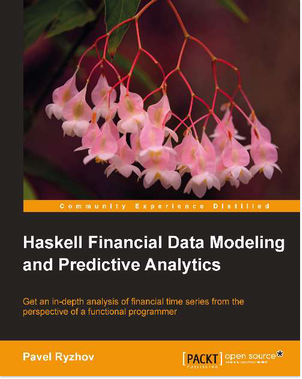 Community Experience Distilled
Haskell Financial Data Modeling
and Predictive Analytics
Get an in-depth analysis of financial time series from the
perspective of a functional programmer
Pavel Ryzhov
[PACKT] open source*
PUBLISHING